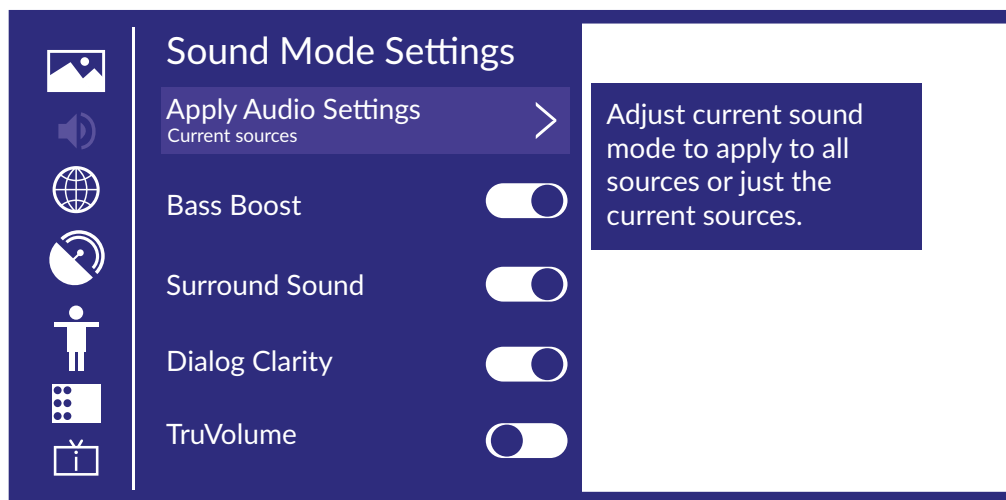 Sound Mode Settings
Apply Audio Settings
Current sources
Adjust current sound
mode to apply to all
sources or just the
current sources.
Bass Boost
Surround Sound
Dialog Clarity
TruVolume
i